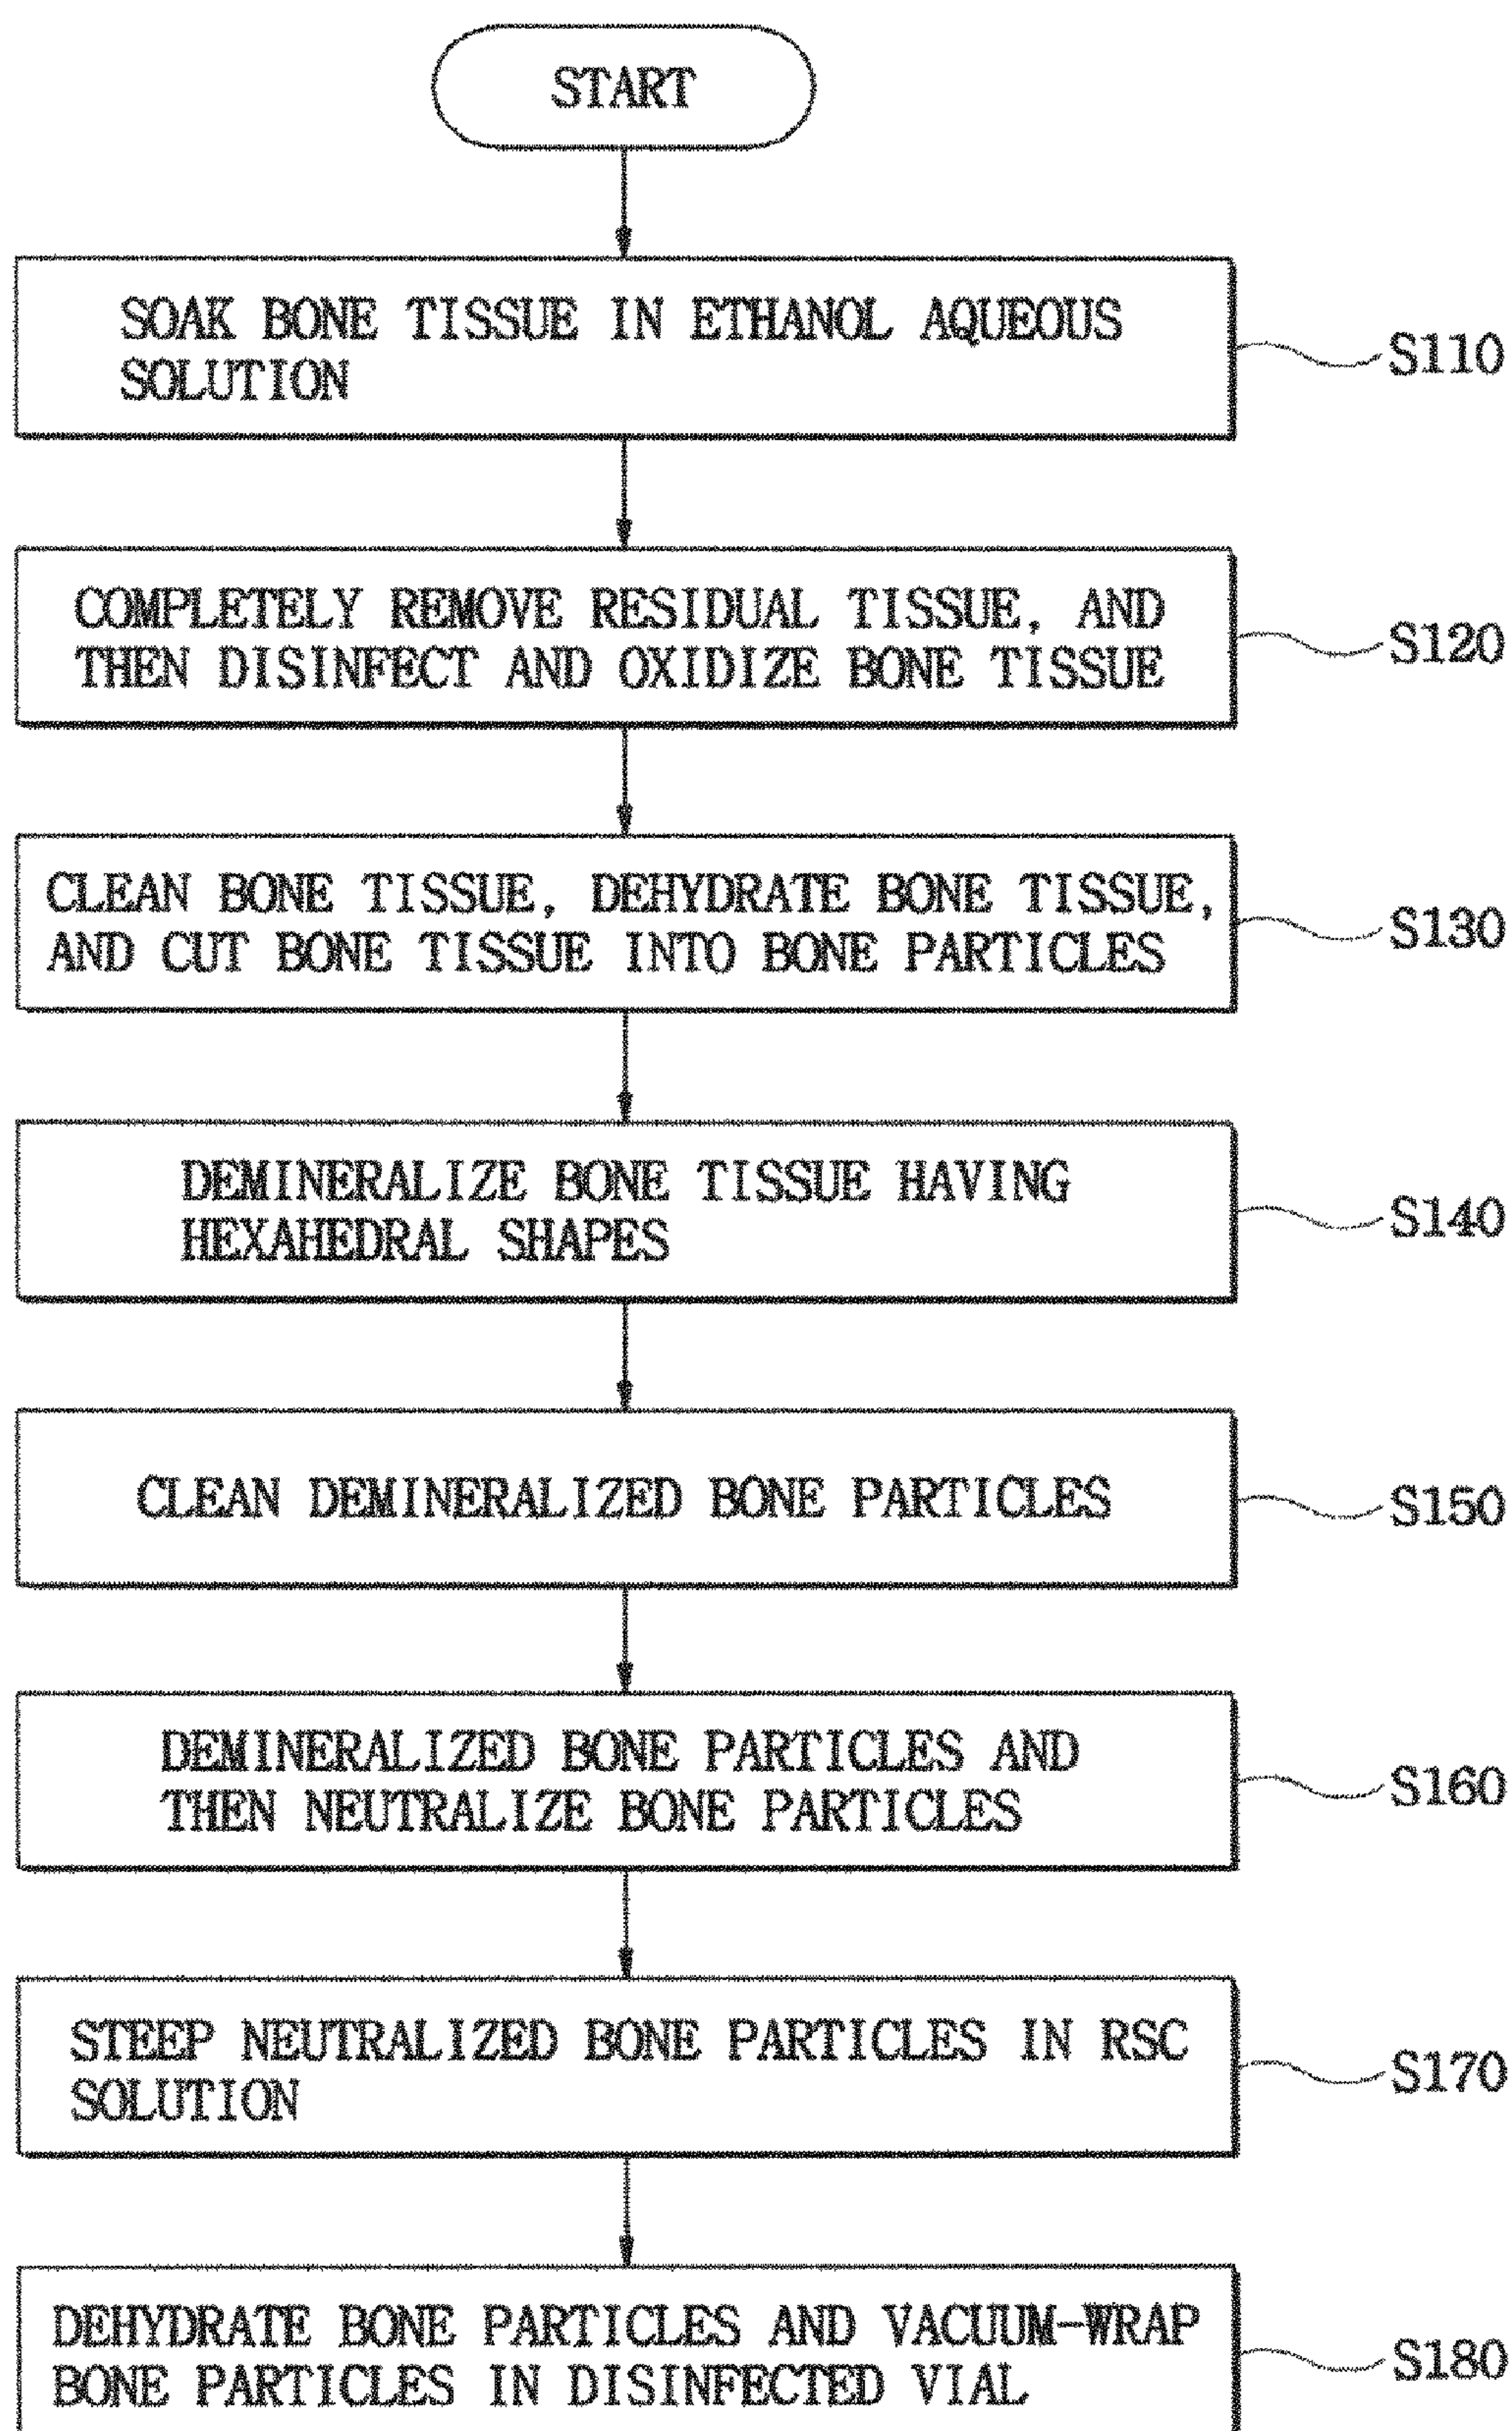 START
SOAK BONE TISSUE IN ETHANOL AQUEOUS
SOLUTION
S110
COMPLETELY REMOVE RESIDUAL TISSUE, AND
THEN DISINFECT AND OXIDIZE BONE TISSUE
S120
CLEAN BONE TISSUE, DEHYDRATE BONE TISSUE,
AND CUT BONE TISSUE INTO BONE PARTICLES
S130
DEMINERALIZE BONE TISSUE HAVING
HEXAHEDRAL SHAPES
S140
CLEAN DEMINERALIZED BONE PARTICLES
S150
DEMINERALIZED BONE PARTICLES AND
THEN NEUTRALIZE BONE PARTICLES
S160
STEEP NEUTRALIZED BONE PARTICLES IN RSC
SOLUTION
S170
DEHYDRATE BONE PARTICLES AND VACUUM-WRAP
BONE PARTICLES IN DISINFECTED VIAL
S180